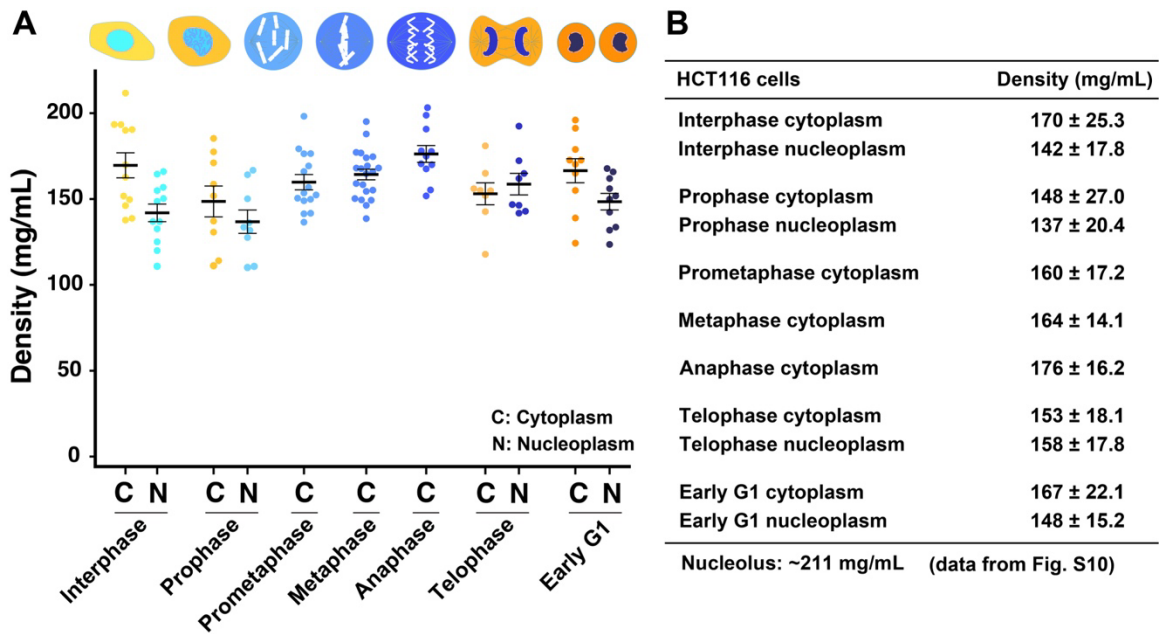 A
Density (mg/mL)
200
150
100
50
0
C: Cytoplasm
N: Nucleoplasm
C N C N C C C C N C N
Interphase
Prophase
Prometaphase
Metaphase
Anaphase
Telophase
Early G1
B
HCT116 cells Density (mg/mL)
Interphase cytoplasm 170 ± 25.3
Interphase nucleoplasm 142 ± 17.8
Prophase cytoplasm 148 ± 27.0
Prophase nucleoplasm 137 ± 20.4
Prometaphase cytoplasm 160 ± 17.2
Metaphase cytoplasm 164 ± 14.1
Anaphase cytoplasm 176 ± 16.2
Telophase cytoplasm 153 ± 18.1
Telophase nucleoplasm 158 ± 17.8
Early G1 cytoplasm 167 ± 22.1
Early G1 nucleoplasm 148 ± 15.2
Nucleolus: ~211 mg/mL (data from Fig. S10)